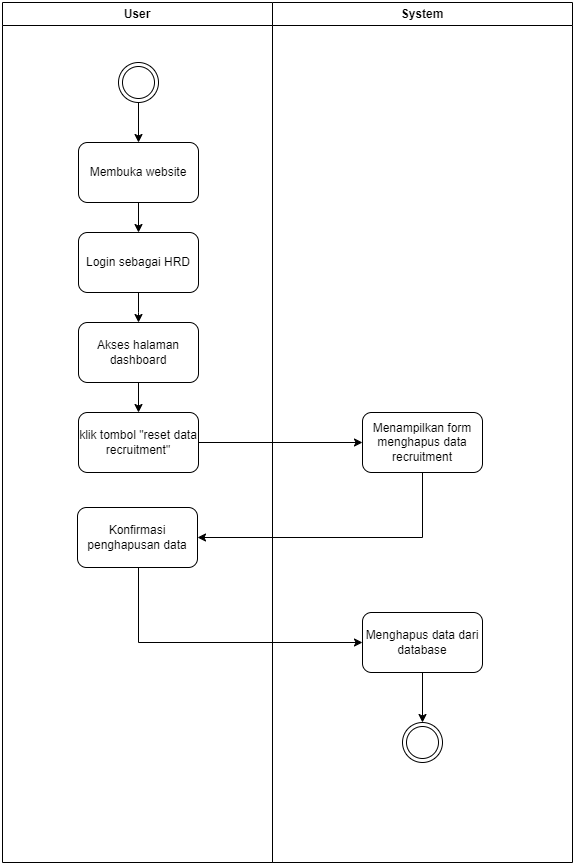 User
System
Membuka website
Login sebagai HRD
Akses halaman
dashboard
klik tombol "reset data
recruitment"
Menampilkan form
menghapus data
recruitment
Konfirmasi
penghapusan data
Menghapus data dari
database